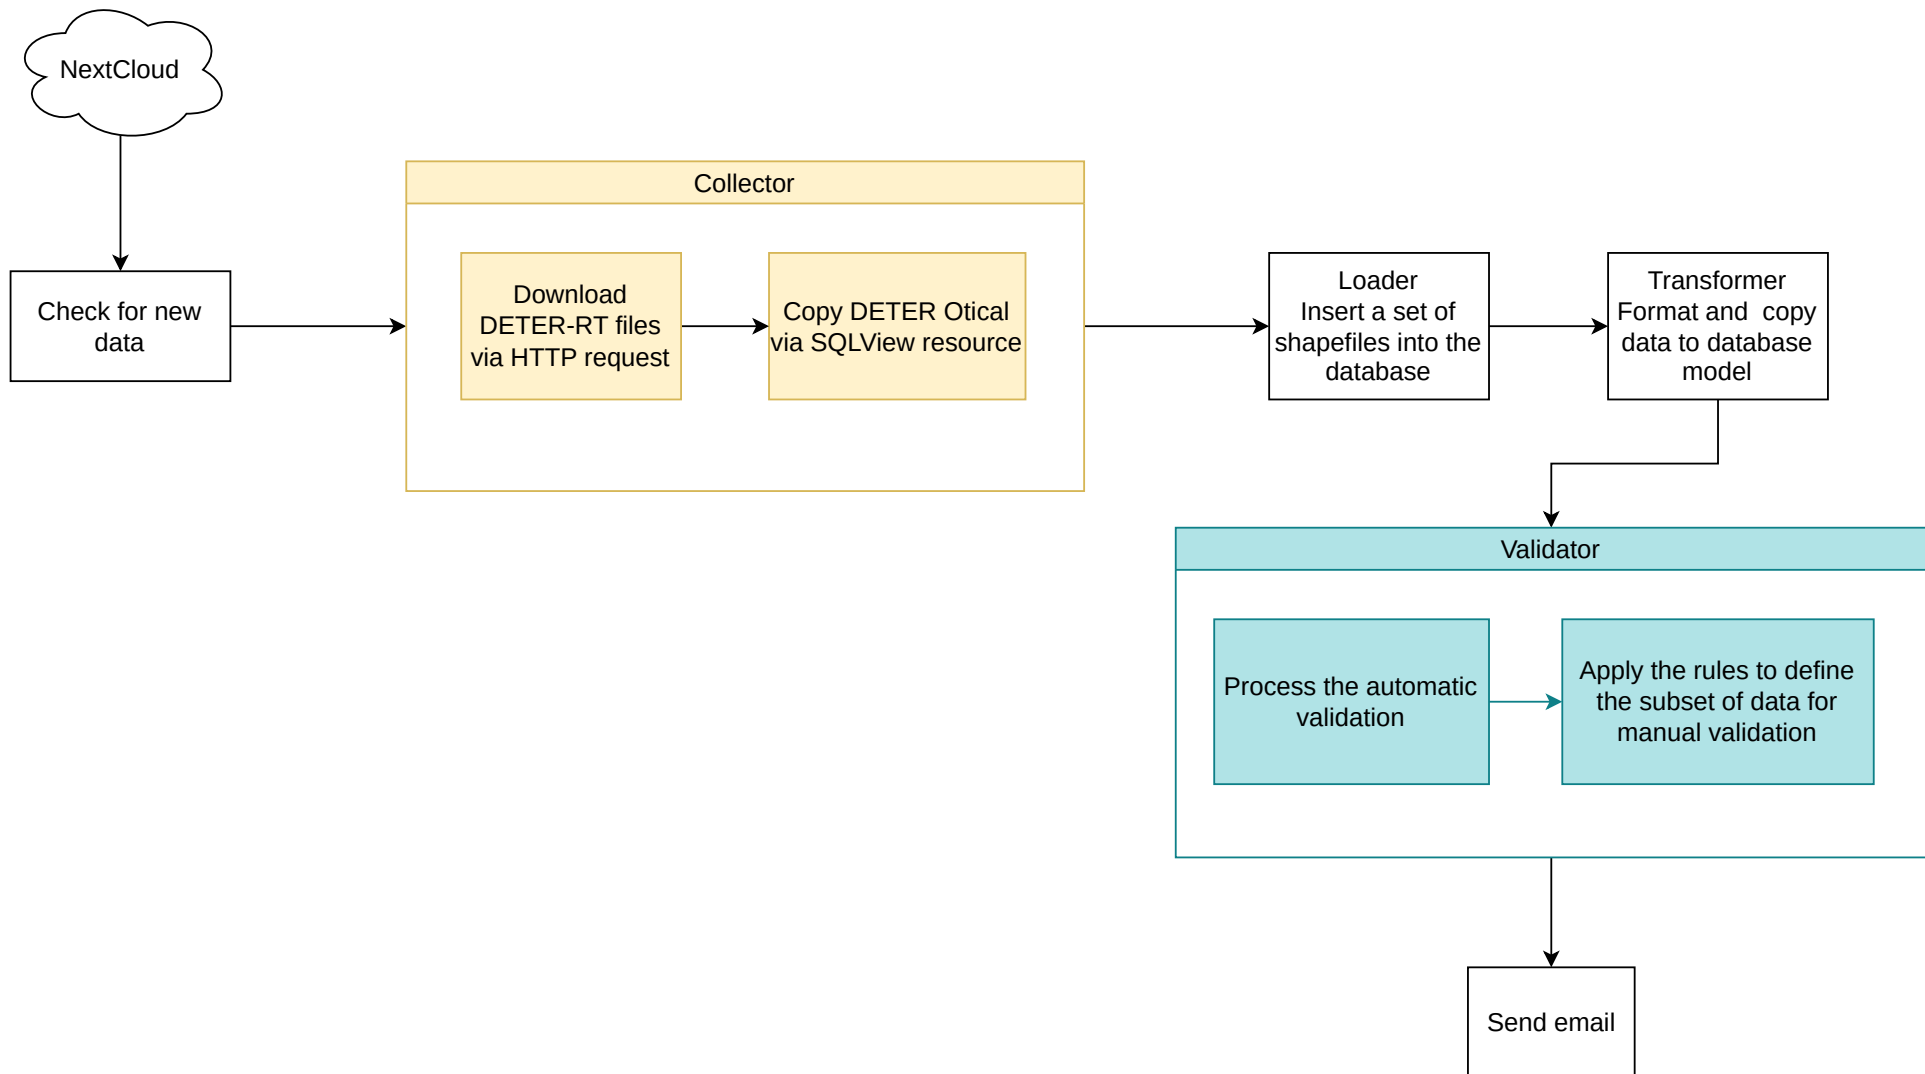 NextCloud
Check for new
data
Collector
Download
DETER-RT files
via HTTP request
Copy DETER Otical
via SQLView resource
Loader
Insert a set of
shapefiles into the
database
Transformer
Format and  copy
data to database
model
Validator
Process the automatic
validation
Apply the rules to define
the subset of data for
manual validation
Send email